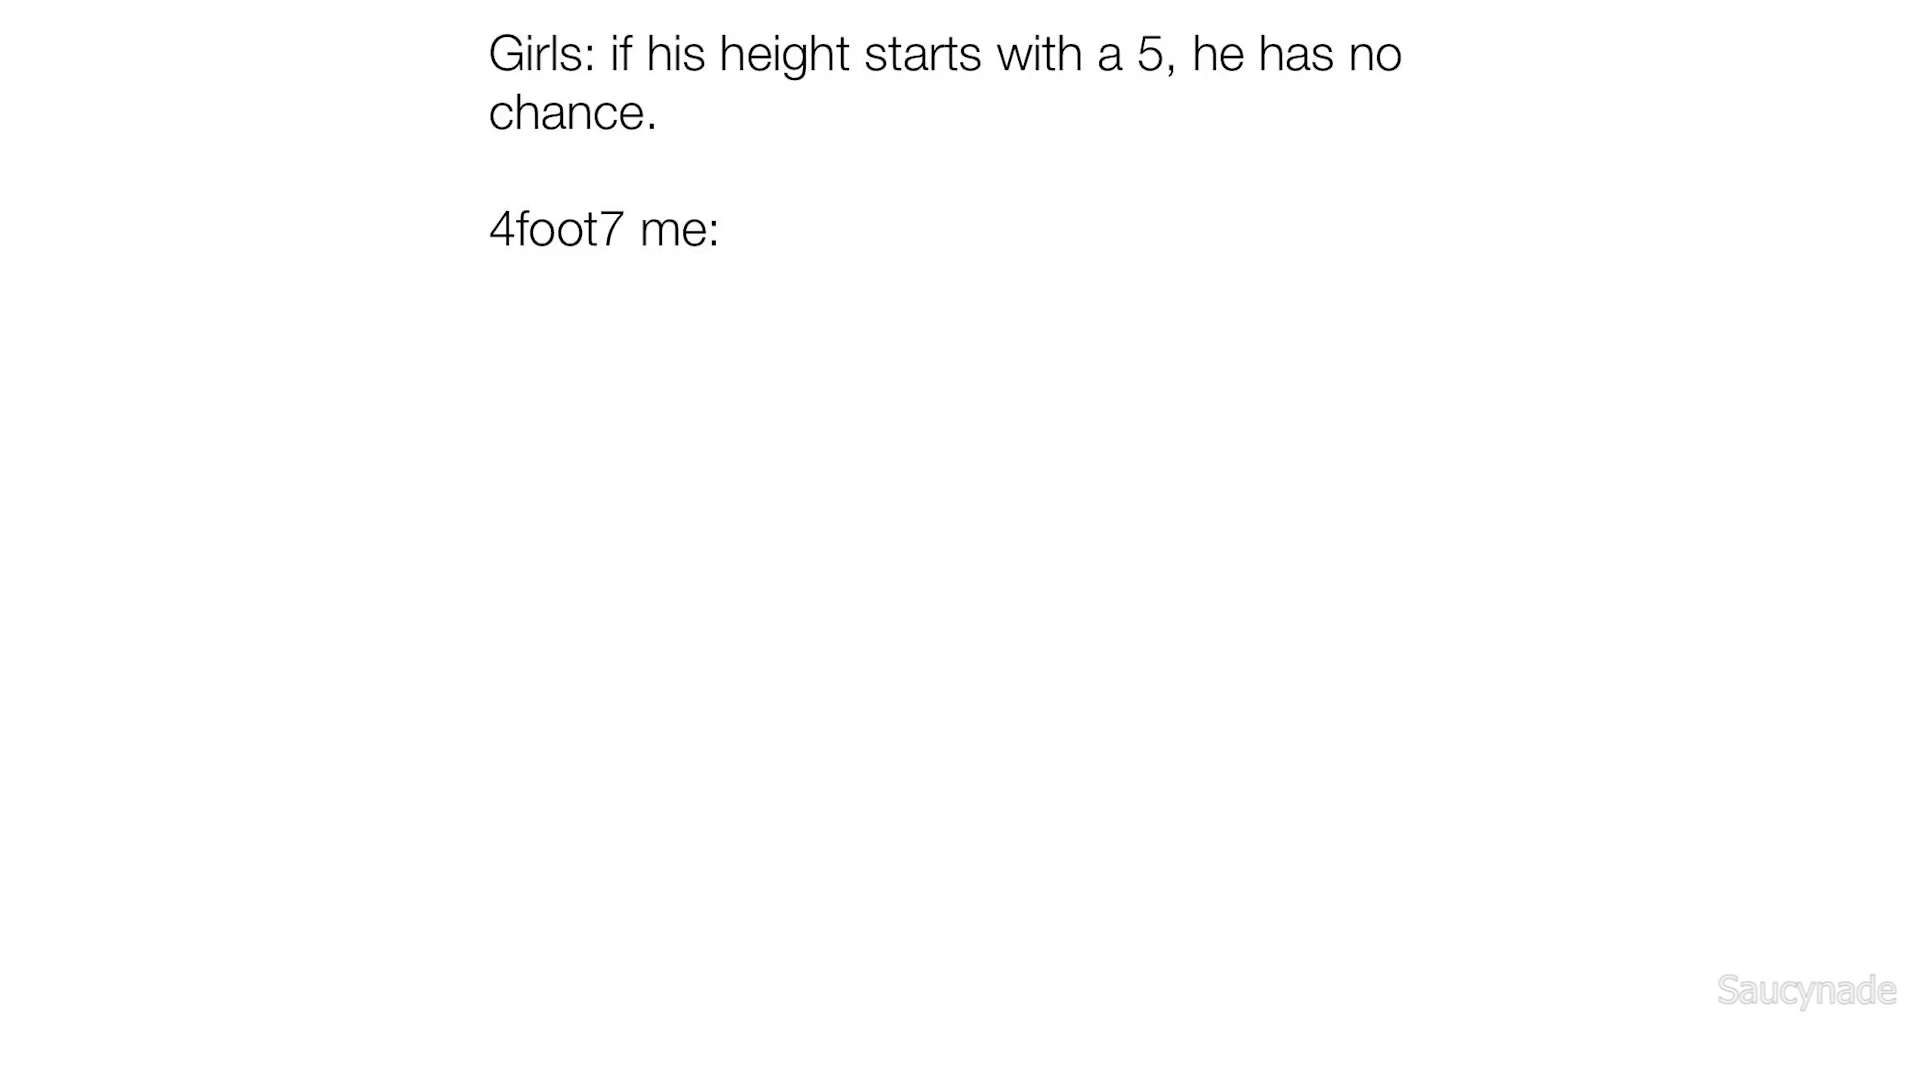 Girls: if his height starts with a 5, he has no
chance.
4foot7 me:
Saucynade